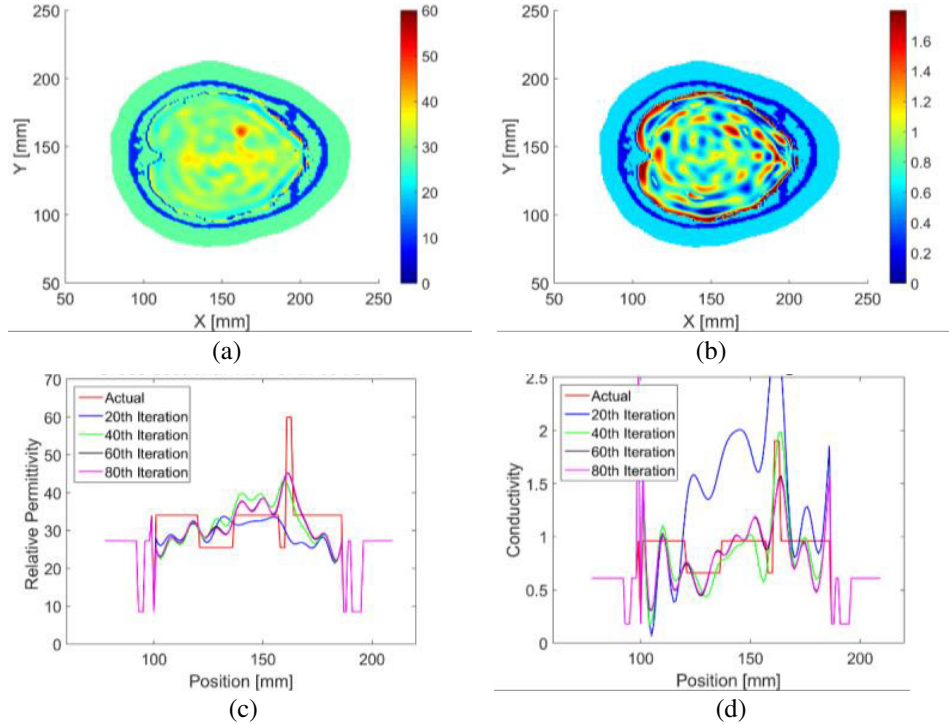 250
200
150
100
50
Y [mm]
50 100 150 200 250
X [mm]
60
50
40
30
20
10
0
(a)
250
200
150
100
50
Y [mm]
50 100 150 200 250
X [mm]
1.6
1.4
1.2
1
0.8
0.6
0.4
0.2
0
(b)
70
60
50
40
30
20
10
0
Relative Permittivity
Actual
20th Iteration
40th Iteration
60th Iteration
80th Iteration
100 150 200
Position [mm]
(c)
2.5
2
1.5
1
0.5
0
Conductivity
Actual
20th Iteration
40th Iteration
60th Iteration
80th Iteration
100 150 200
Position [mm]
(d)